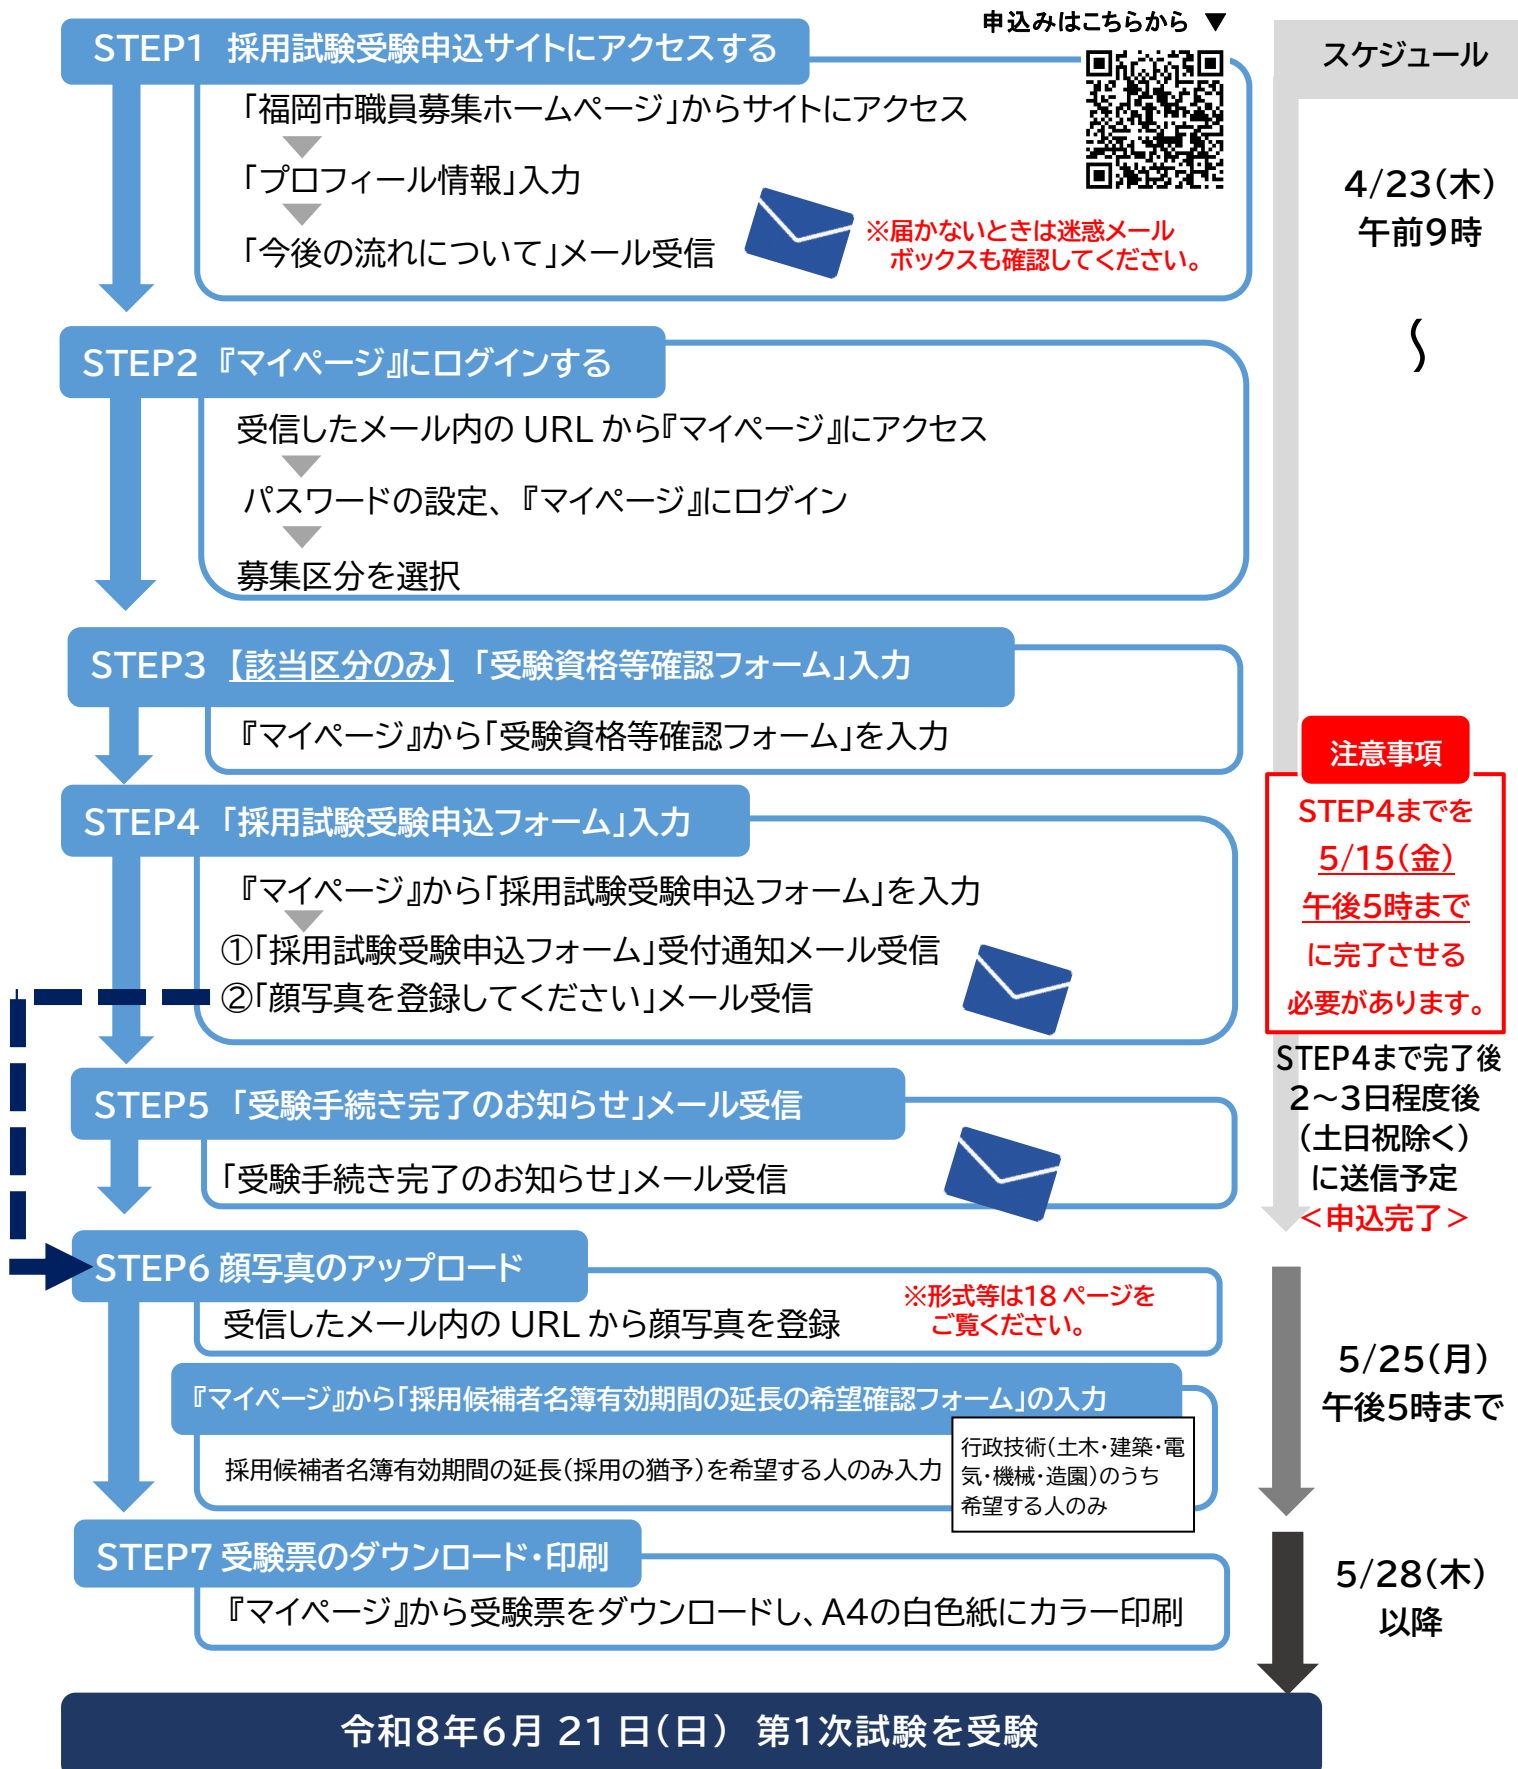 申込みはこちらから ▼
STEP1 採用試験受験申込サイトにアクセスする
「福岡市職員募集ホームページ」からサイトにアクセス
「プロフィール情報」入力
「今後の流れについて」メール受信
※届かないときは迷惑メール
ボックスも確認してください。
スケジュール
4/23(木)
午前9時
～
STEP2 『マイページ』にログインする
受信したメール内の URL から『マイページ』にアクセス
パスワードの設定、『マイページ』にログイン
募集区分を選択
STEP3 【該当区分のみ】 「受験資格等確認フォーム」入力
『マイページ』から「受験資格等確認フォーム」を入力
STEP4 「採用試験受験申込フォーム」入力
『マイページ』から「採用試験受験申込フォーム」を入力
①「採用試験受験申込フォーム」受付通知メール受信
②「顔写真を登録してください」メール受信
注意事項
STEP4までを
5/15(金)
午後5時まで
に完了させる
必要があります。
STEP5 「受験手続き完了のお知らせ」メール受信
「受験手続き完了のお知らせ」メール受信
STEP4まで完了後
2～3日程度後
(土日祝除く)
に送信予定
＜申込完了＞
STEP6 顔写真のアップロード
受信したメール内の URL から顔写真を登録
※形式等は18 ページを
ご覧ください。
『マイページ』から「採用候補者名簿有効期間の延長の希望確認フォーム」の入力
採用候補者名簿有効期間の延長(採用の猶予)を希望する人のみ入力
行政技術(土木・建築・電
気・機械・造園)のうち
希望する人のみ
5/25(月)
午後5時まで
STEP7 受験票のダウンロード・印刷
『マイページ』から受験票をダウンロードし、A4の白色紙にカラー印刷
5/28(木)
以降
令和8年6月 21 日(日) 第1次試験を受験